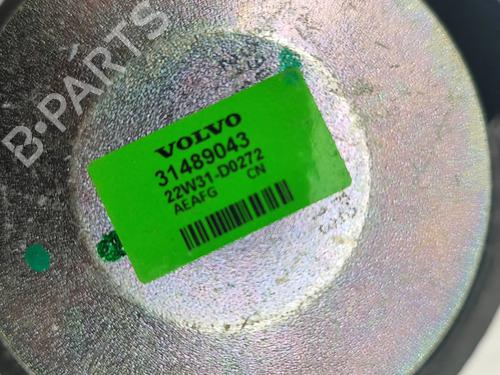 B-PARTS
VOLVO
31489043
22W31-D0272
AEAFG CN